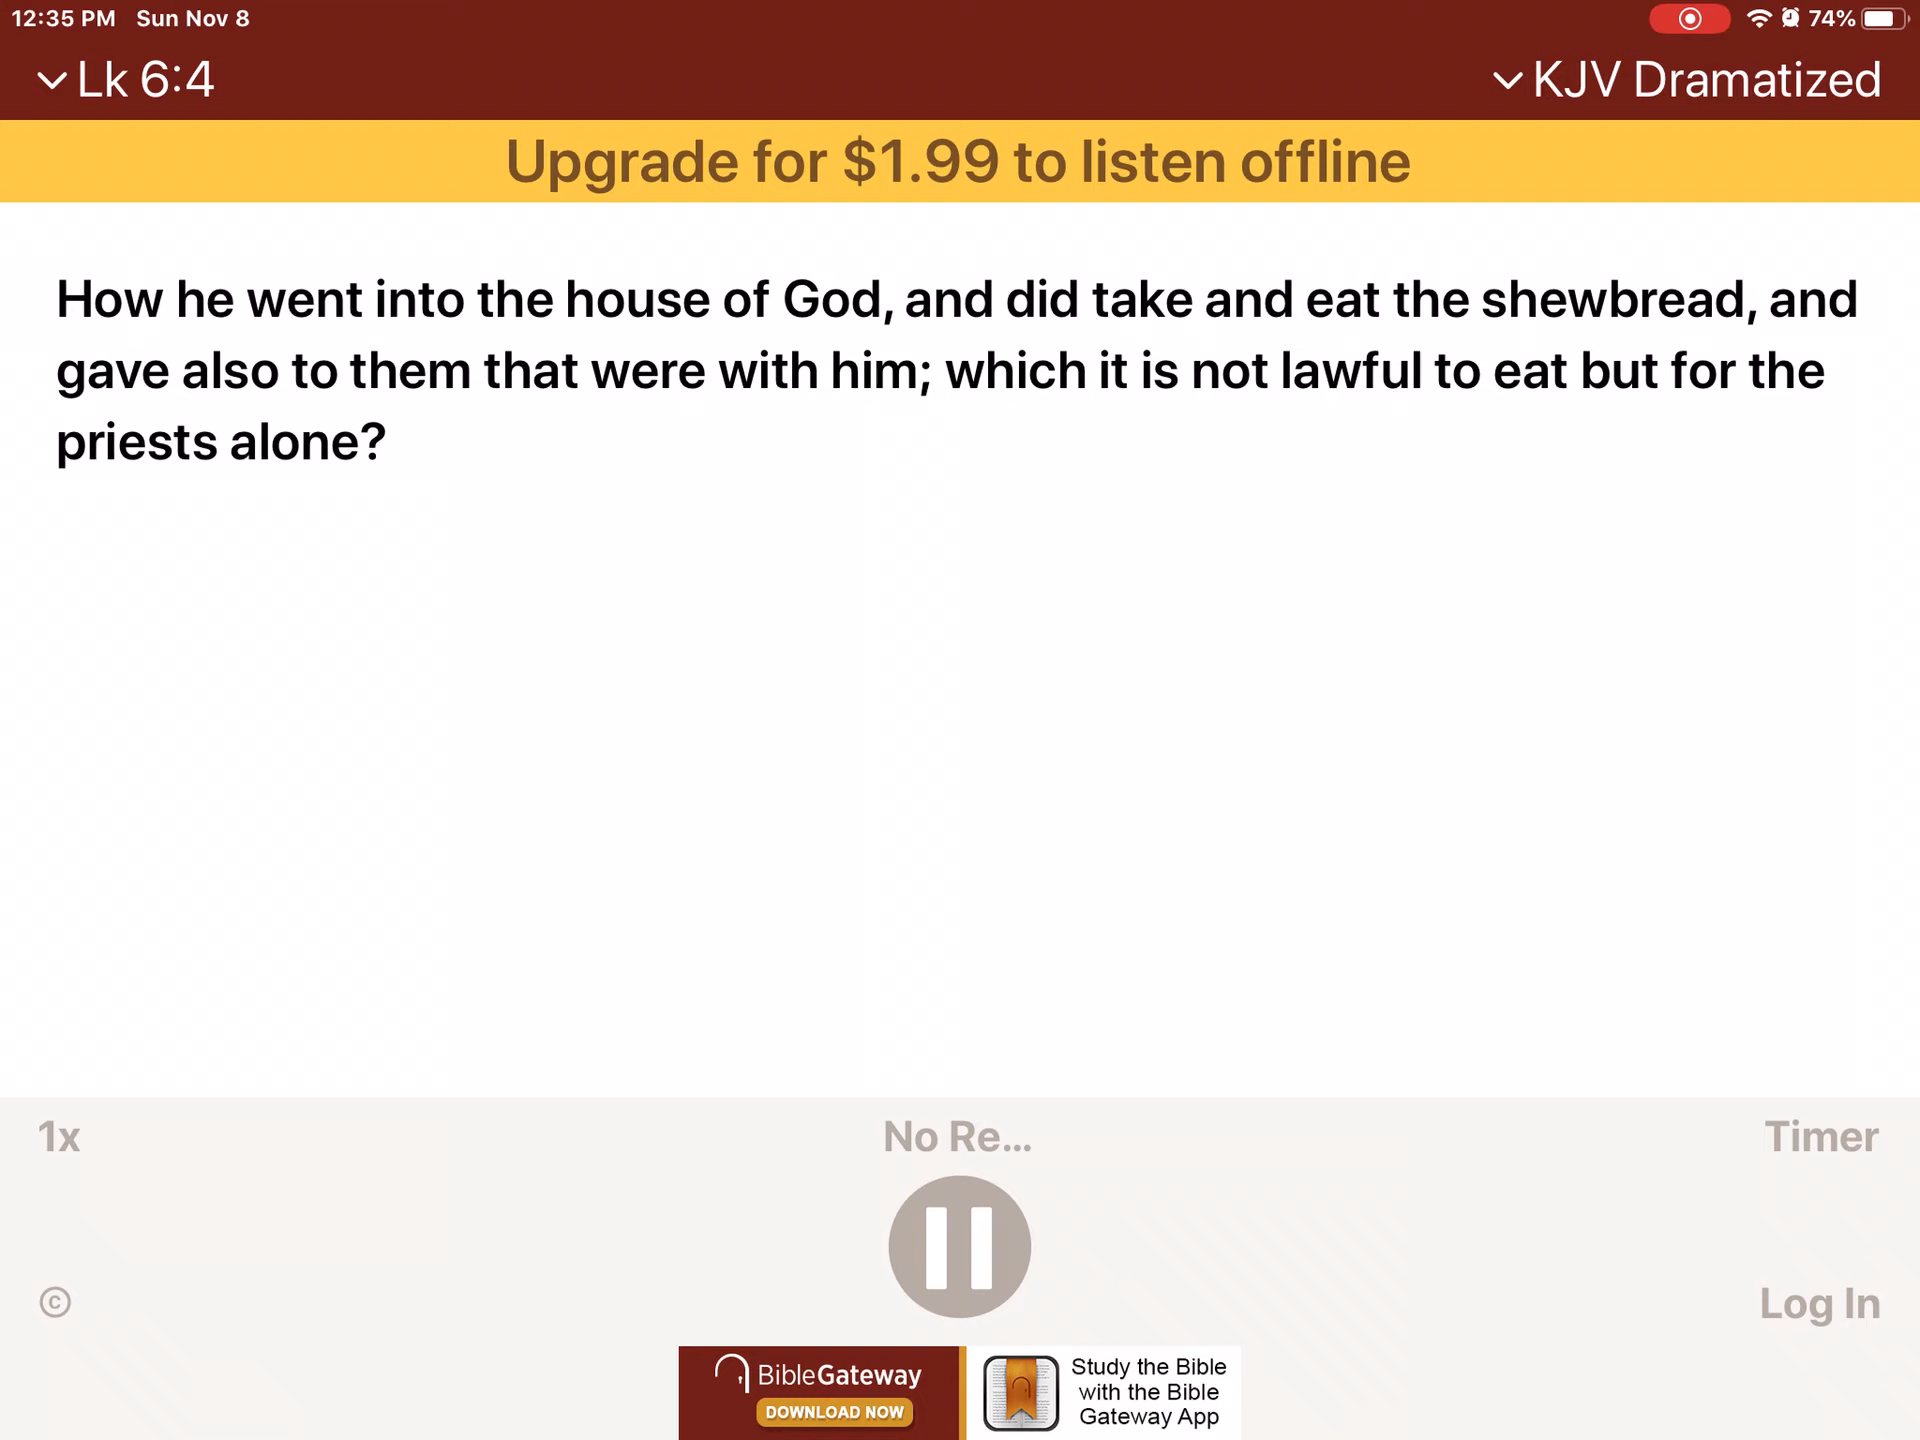 12:35 PM Sun Nov 8 74%
Lk 6:4 KJV Dramatized
Upgrade for $1.99 to listen offline
How he went into the house of God, and did take and eat the shewbread, and
gave also to them that were with him; which it is not lawful to eat but for the
priests alone?
1x No Re... Timer
© Log In
BibleGateway
DOWNLOAD NOW
Study the Bible
with the Bible
Gateway App